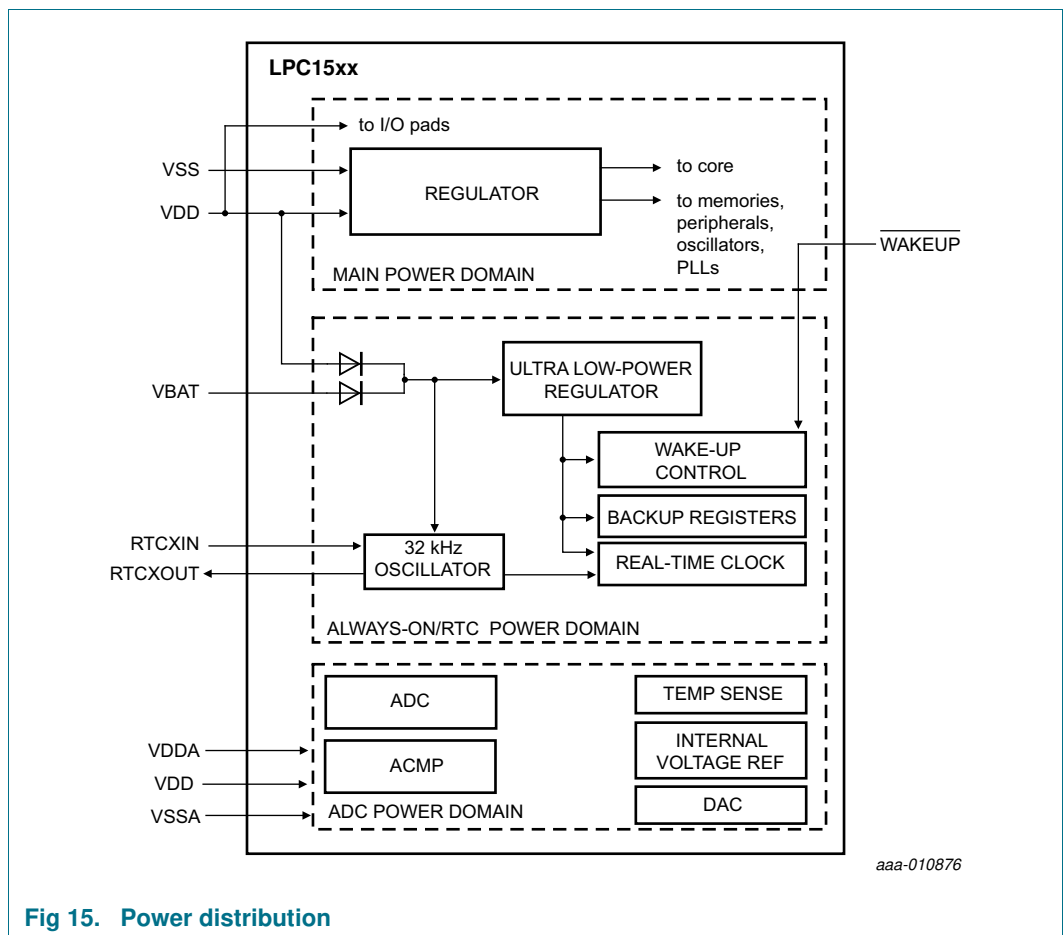 LPC15xx
to I/O pads
VSS
VDD
REGULATOR
to core
to memories,
peripherals,
oscillators,
PLLs
WAKEUP
MAIN POWER DOMAIN
VBAT
ULTRA LOW-POWER
REGULATOR
WAKE-UP
CONTROL
BACKUP REGISTERS
REAL-TIME CLOCK
RTCXIN
RTCXOUT
32 kHz
OSCILLATOR
ALWAYS-ON/RTC POWER DOMAIN
ADC
TEMP SENSE
VDDA
VDD
VSSA
ACMP
INTERNAL
VOLTAGE REF
DAC
ADC POWER DOMAIN
aaa-010876
Fig 15. Power distribution